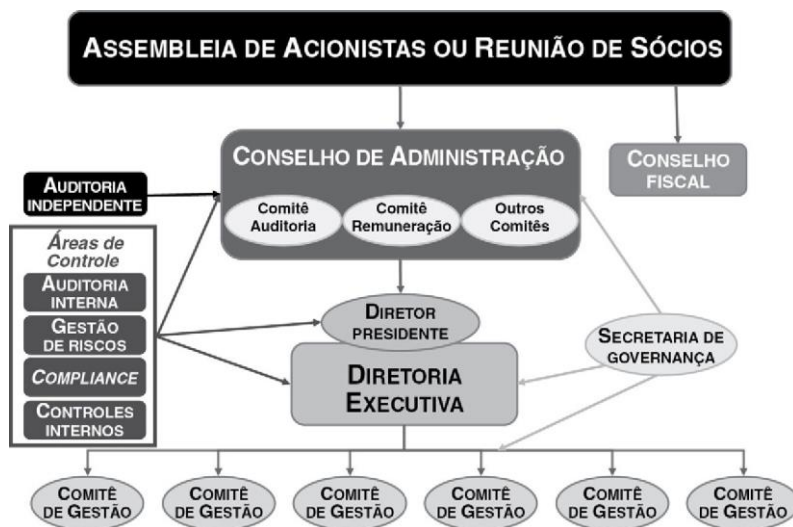 ASSEMBLEIA DE ACIONISTAS OU REUNIÃO DE SÓCIOS
CONSELHO DE ADMINISTRAÇÃO
CONSELHO
FISCAL
AUDITORIA
INDEPENDENTE
Comitê
Auditoria
Comitê
Remuneração
Outros
Comitês
Áreas de
Controle
AUDITORIA
INTERNA
GESTÃO
DE RISCOS
COMPLIANCE
CONTROLES
INTERNOS
DIRETOR
PRESIDENTE
DIRETORIA
EXECUTIVA
SECRETARIA DE
GOVERNANÇA
COMITÊ
DE GESTÃO
COMITÊ
DE GESTÃO
COMITÊ
DE GESTÃO
COMITÊ
DE GESTÃO
COMITÊ
DE GESTÃO
COMITÊ
DE GESTÃO